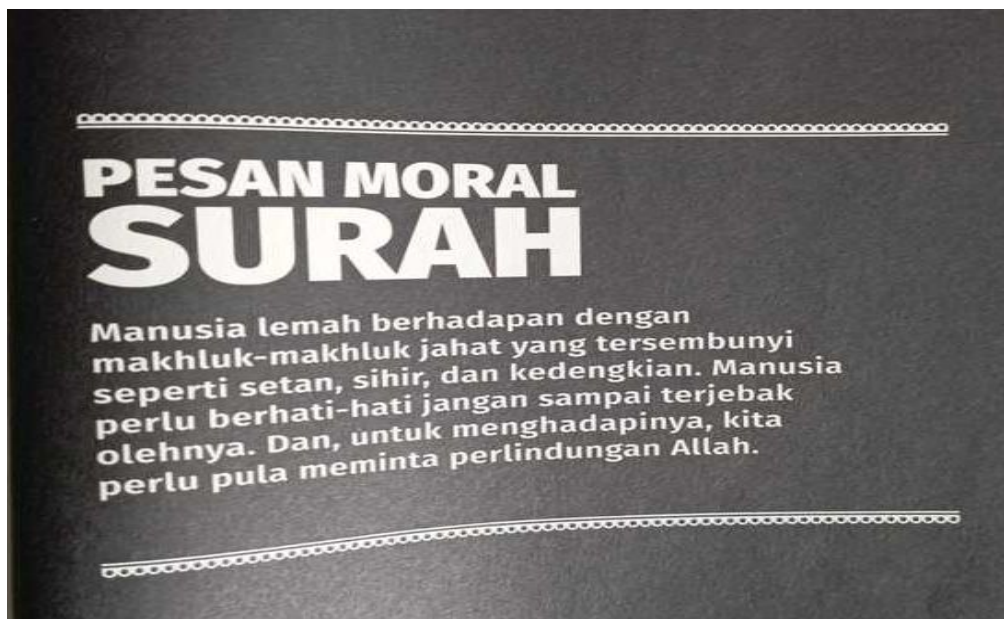 PESAN MORAL
SURAH
Manusia lemah berhadapan dengan
makhluk-makhluk jahat yang tersembunyi
seperti setan, sihir, dan kedengkian. Manusia
perlu berhati-hati jangan sampai terjebak
olehnya. Dan, untuk menghadapinya, kita
perlu pula meminta perlindungan Allah.